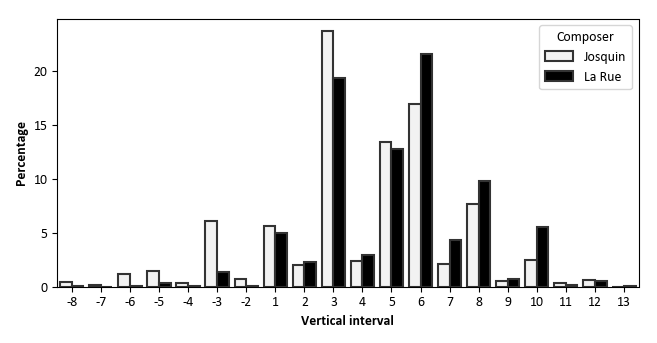 Composer
Josquin
La Rue
Percentage
20
15
10
5
0
-8 -7 -6 -5 -4 -3 -2 1 2 3 4 5 6 7 8 9 10 11 12 13
Vertical interval